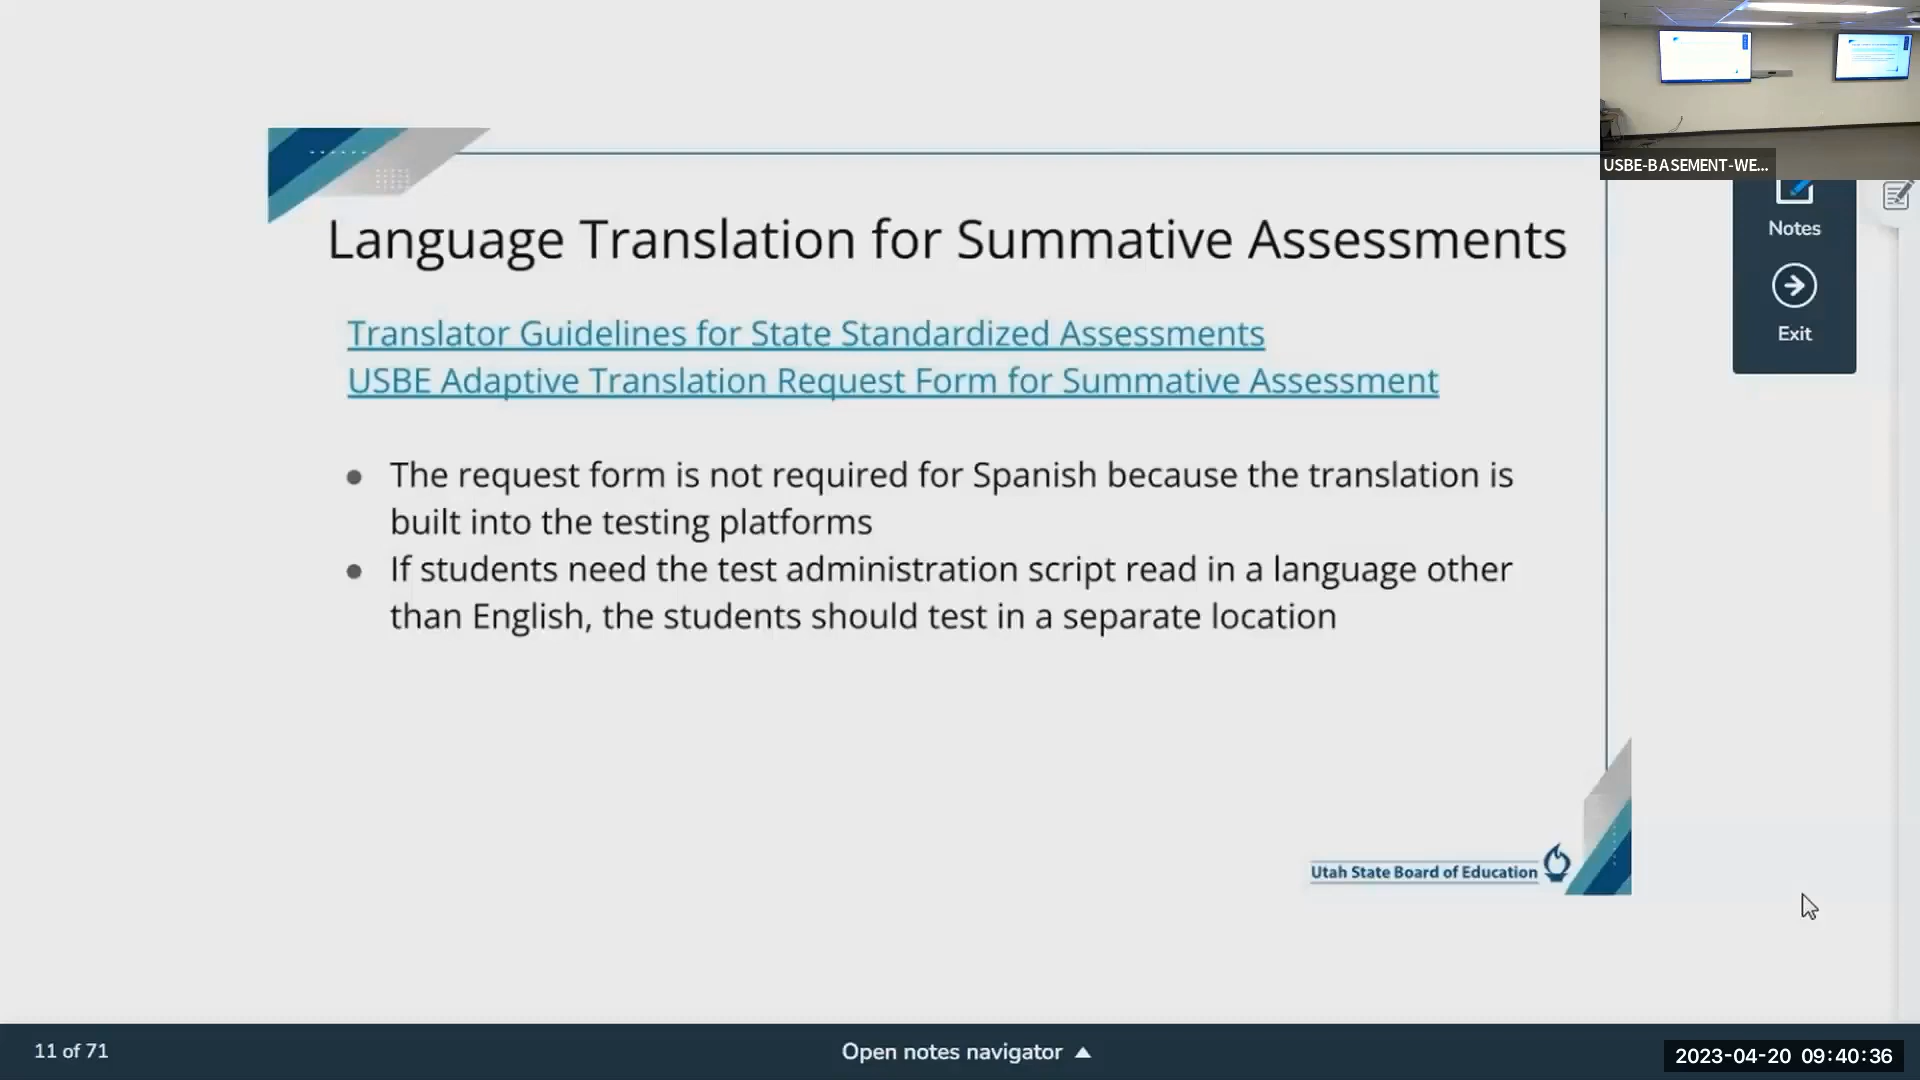 USBE-BASEMENT-WE...
Notes
Exit
Language Translation for Summative Assessments
Translator Guidelines for State Standardized Assessments
USBE Adaptive Translation Request Form for Summative Assessment
● The request form is not required for Spanish because the translation is
built into the testing platforms
● If students need the test administration script read in a language other
than English, the students should test in a separate location
Utah State Board of Education
11 of 71
Open notes navigator ▲
2023-04-20 09:40:36